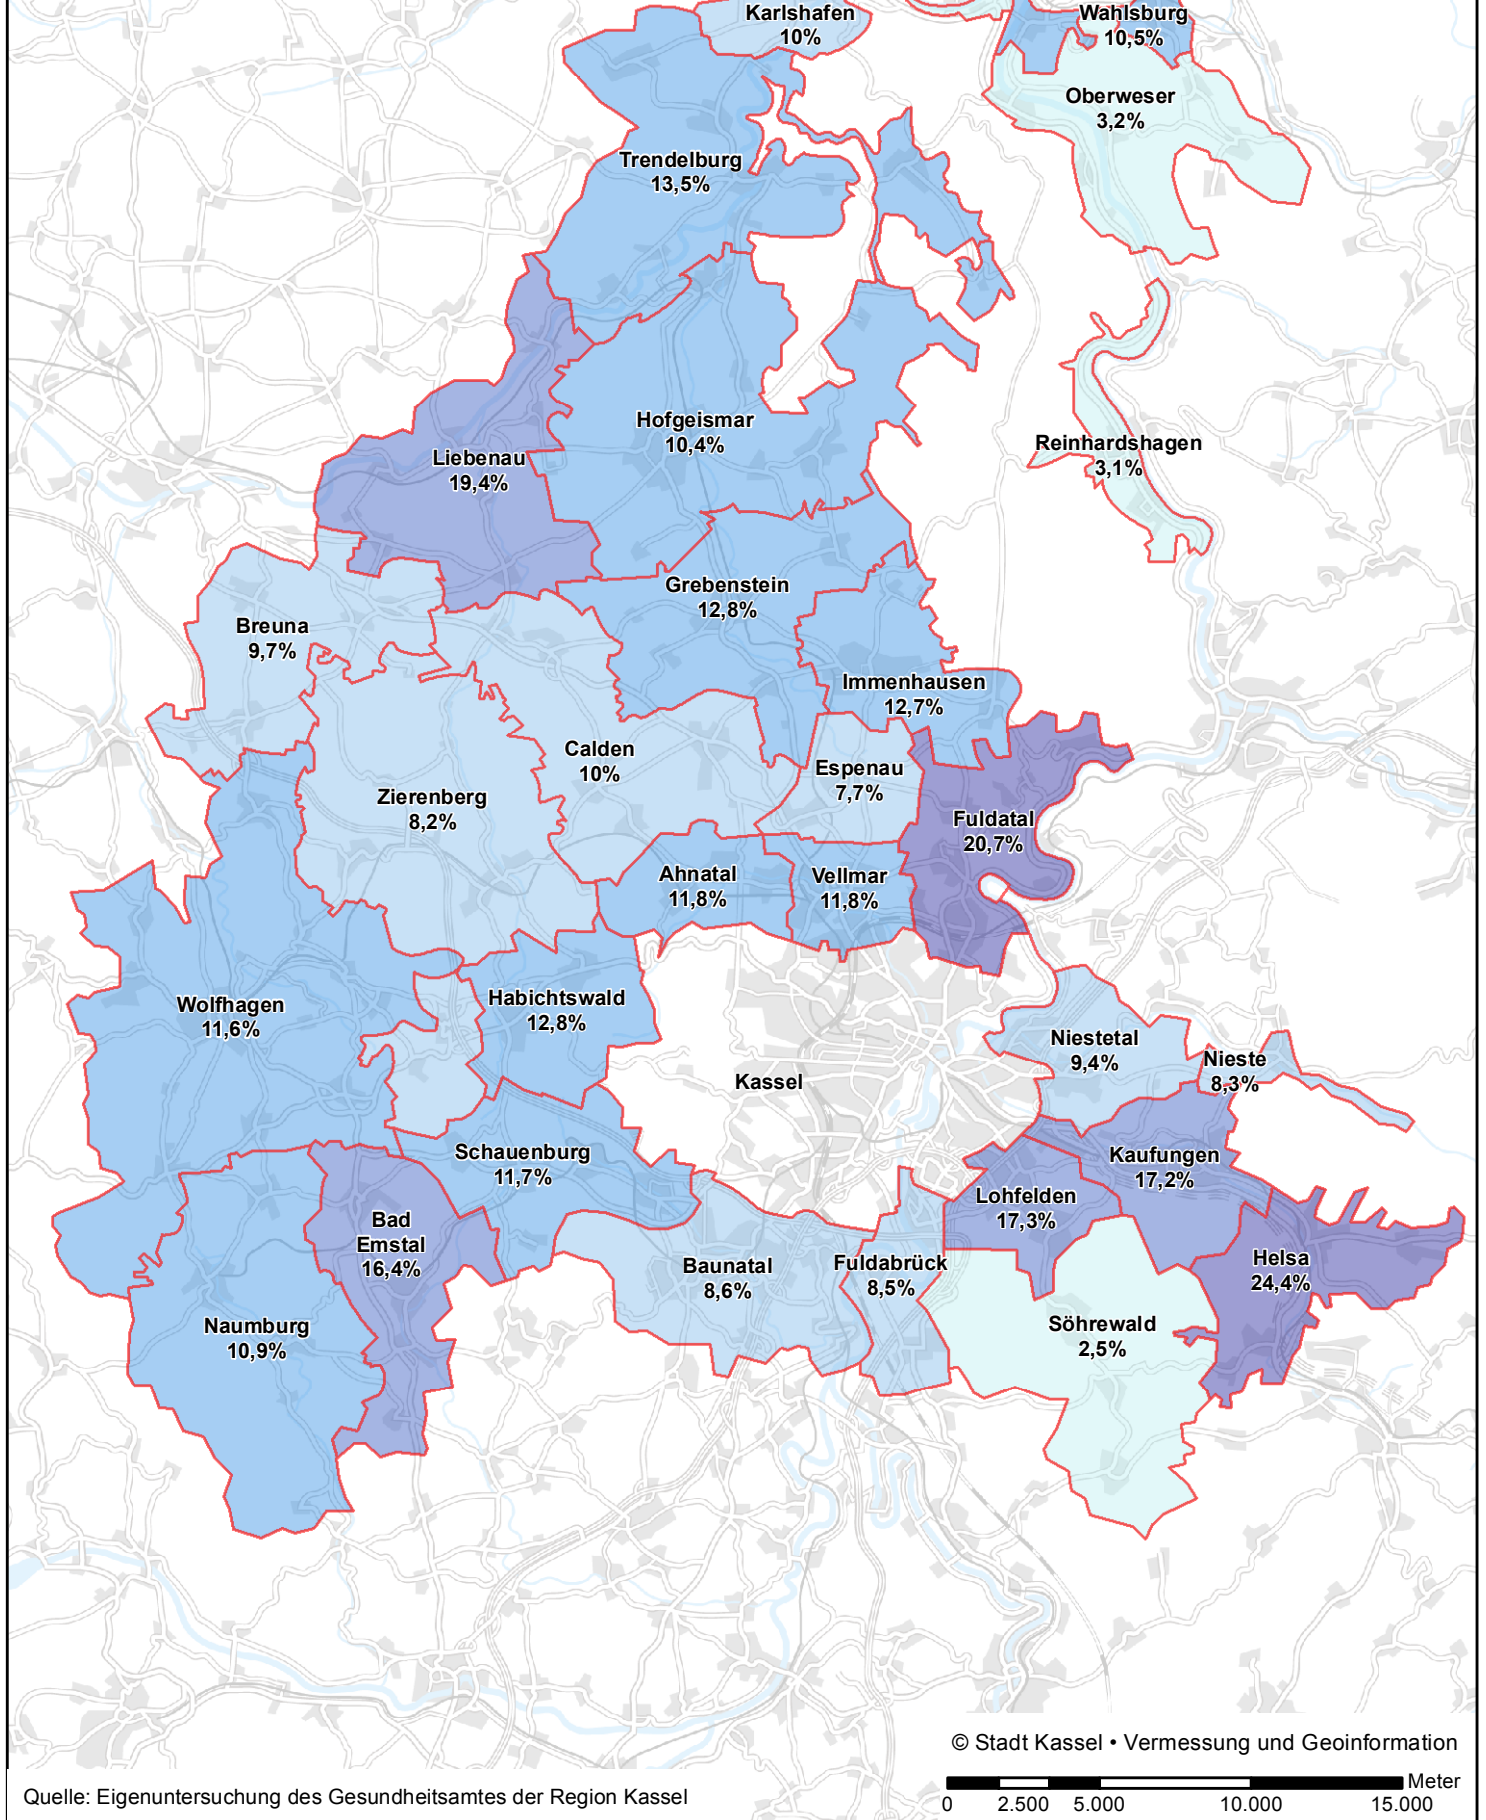 Karlshafen
10%
Wahlsburg
10,5%
Oberweser
3,2%
Trendelburg
13,5%
Hofgeismar
10,4%
Reinhardshagen
3,1%
Liebenau
19,4%
Grebenstein
12,8%
Breuna
9,7%
Immenhausen
12,7%
Calden
10%
Espenau
7,7%
Zierenberg
8,2%
Fuldatal
20,7%
Ahnatal
11,8%
Vellmar
11,8%
Wolfhagen
11,6%
Habichtswald
12,8%
Niestetal
9,4%
Nieste
8,3%
Kassel
Schauenburg
11,7%
Kaufungen
17,2%
Lohfelden
17,3%
Bad
Emstal
16,4%
Baunatal
8,6%
Fuldabrück
8,5%
Helsa
24,4%
Naumburg
10,9%
Söhrewald
2,5%
© Stadt Kassel • Vermessung und Geoinformation
Quelle: Eigenuntersuchung des Gesundheitsamtes der Region Kassel
Meter
0 2.500 5.000 10.000 15.000